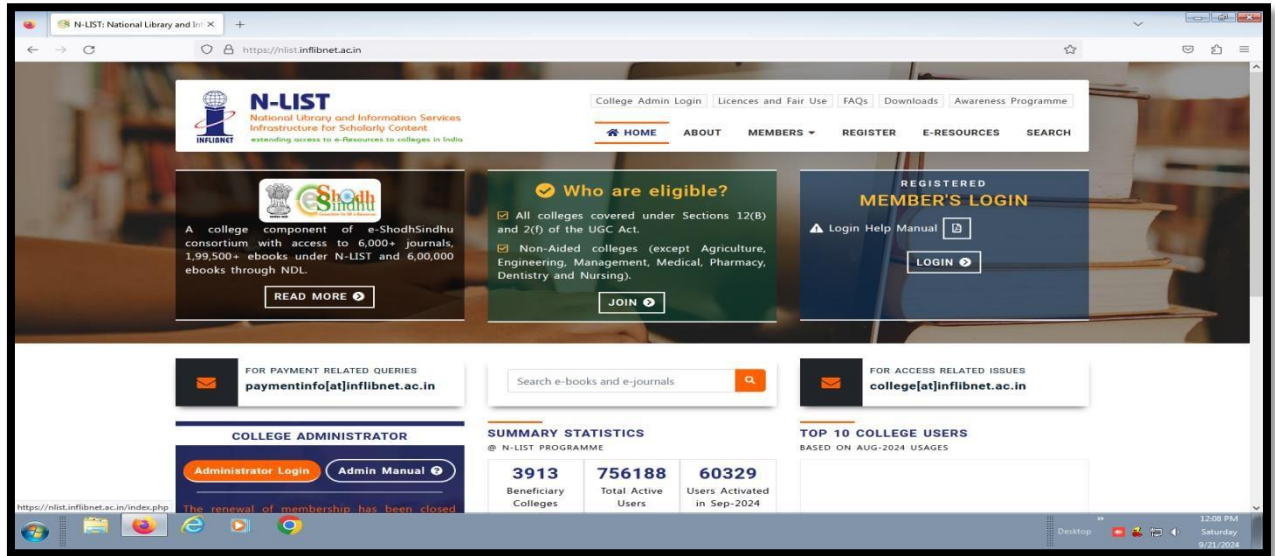 N-LIST: National Library and Int
https://nlist.inflibnet.ac.in
INFLIBNET
N-LIST
National Library and Information Services
Infrastructure for Scholarly Content
extending access to e-Resources to colleges in India
College Admin Login
Licences and Fair Use
FAQs
Downloads
Awareness Programme
HOME
ABOUT
MEMBERS
REGISTER
E-RESOURCES
SEARCH
e-Shodh
Sindhu
A college component of e-ShodhSindhu
consortium with access to 6,000+ journals,
1,99,500+ ebooks under N-LIST and 6,00,000
ebooks through NDL.
READ MORE
Who are eligible?
All colleges covered under Sections 12(B)
and 2(f) of the UGC Act.
Non-Aided colleges (except Agriculture,
Engineering, Management, Medical, Pharmacy,
Dentistry and Nursing).
JOIN
REGISTERED
MEMBER'S LOGIN
Login Help Manual
LOGIN
FOR PAYMENT RELATED QUERIES
paymentinfo[at]inflibnet.ac.in
Search e-books and e-journals
FOR ACCESS RELATED ISSUES
college[at]inflibnet.ac.in
COLLEGE ADMINISTRATOR
Administrator Login
Admin Manual
The renewal of membership has been closed
SUMMARY STATISTICS
@ N-LIST PROGRAMME
3913
Beneficiary
Colleges
756188
Total Active
Users
60329
Users Activated
in Sep-2024
TOP 10 COLLEGE USERS
BASED ON AUG-2024 USAGES
https://nlist.inflibnet.ac.in/index.php
Desktop
12:08 PM
Saturday
9/21/2024